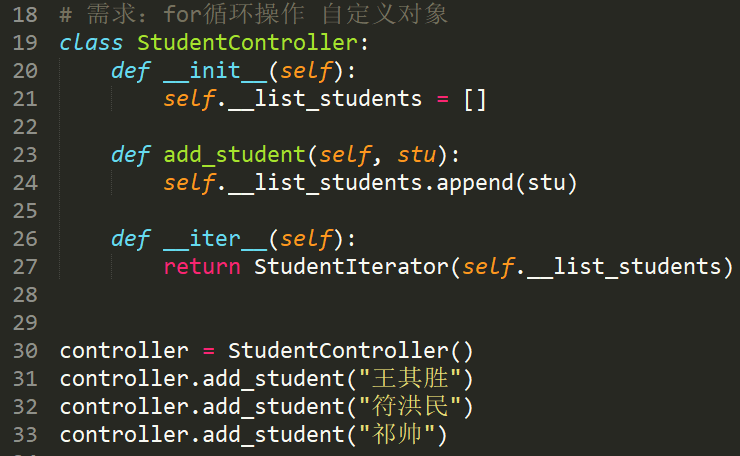 18 # 需求：for循环操作 自定义对象
19 class StudentController:
20     def __init__(self):
21         self.__list_students = []
22
23     def add_student(self, stu):
24         self.__list_students.append(stu)
25
26     def __iter__(self):
27         return StudentIterator(self.__list_students)
28
29
30 controller = StudentController()
31 controller.add_student("王其胜")
32 controller.add_student("符洪民")
33 controller.add_student("祁帅")